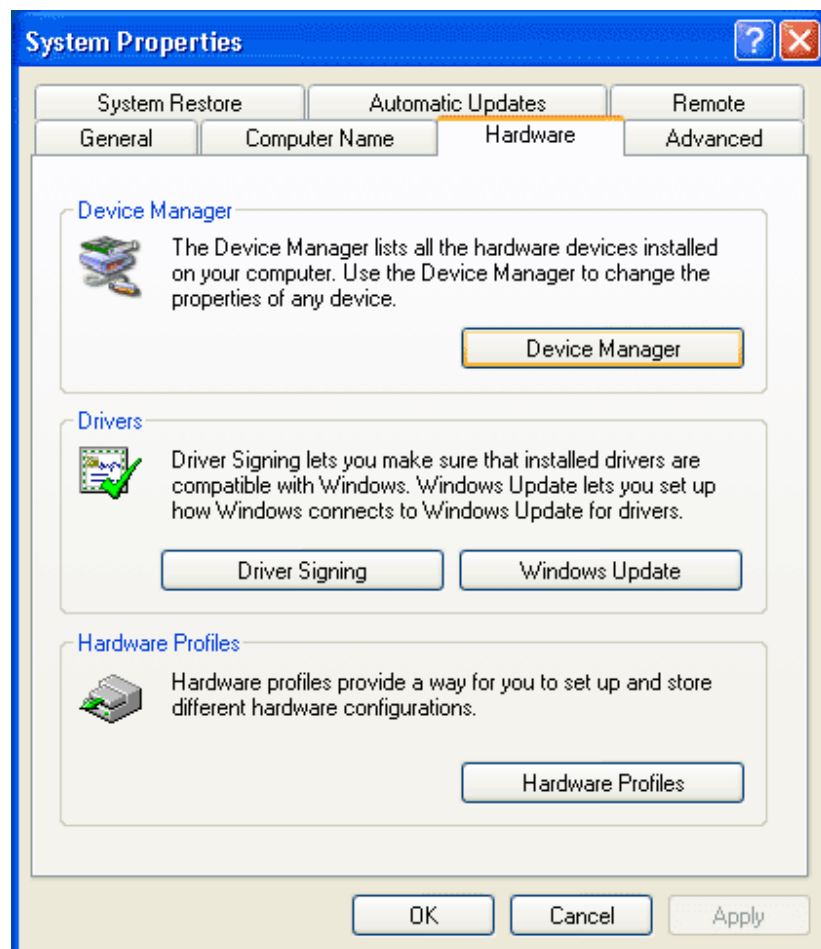 System Properties
System Restore Automatic Updates Remote
General Computer Name Hardware Advanced
Device Manager
The Device Manager lists all the hardware devices installed
on your computer. Use the Device Manager to change the
properties of any device.
Device Manager
Drivers
Driver Signing lets you make sure that installed drivers are
compatible with Windows. Windows Update lets you set up
how Windows connects to Windows Update for drivers.
Driver Signing Windows Update
Hardware Profiles
Hardware profiles provide a way for you to set up and store
different hardware configurations.
Hardware Profiles
OK Cancel Apply